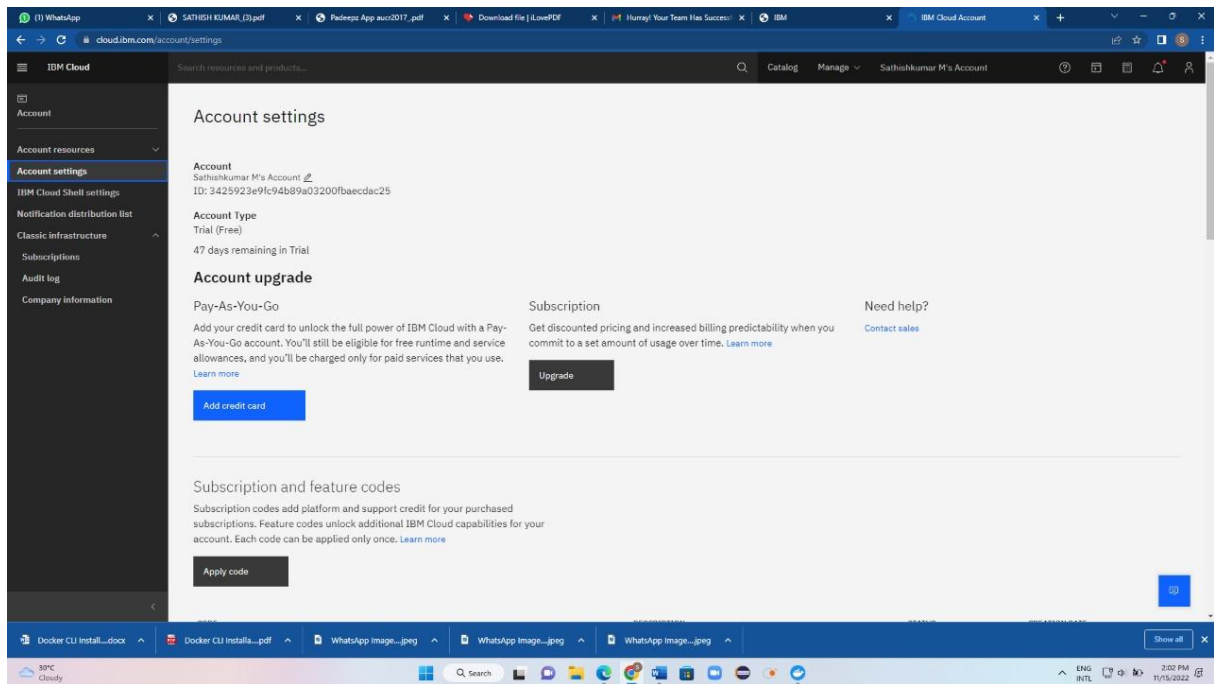 (1) WhatsApp
SATHISH KUMAR_(3).pdf
Padeepz App aucr2017_.pdf
Download file | iLovePDF
Hurray! Your Team Has Success
IBM
IBM Cloud Account
cloud.ibm.com/account/settings
S
IBM Cloud
Search resources and products...
Catalog
Manage
Sathishkumar M's Account
Account
Account resources
Account settings
IBM Cloud Shell settings
Notification distribution list
Classic infrastructure
Subscriptions
Audit log
Company information
Account settings
Account
Sathishkumar M's Account
ID: 3425923e9fc94b89a03200fbaecdac25
Account Type
Trial (Free)
47 days remaining in Trial
Account upgrade
Pay-As-You-Go
Add your credit card to unlock the full power of IBM Cloud with a Pay-
As-You-Go account. You'll still be eligible for free runtime and service
allowances, and you'll be charged only for paid services that you use.
Learn more
Add credit card
Subscription
Get discounted pricing and increased billing predictability when you
commit to a set amount of usage over time. Learn more
Upgrade
Need help?
Contact sales
Subscription and feature codes
Subscription codes add platform and support credit for your purchased
subscriptions. Feature codes unlock additional IBM Cloud capabilities for your
account. Each code can be applied only once. Learn more
Apply code
Docker CLI Install....docx
Docker CLI Installa....pdf
WhatsApp Image....jpeg
WhatsApp Image....jpeg
WhatsApp Image....jpeg
Show all
30°C
Cloudy
Search
ENG
INTL
2:02 PM
11/15/2022